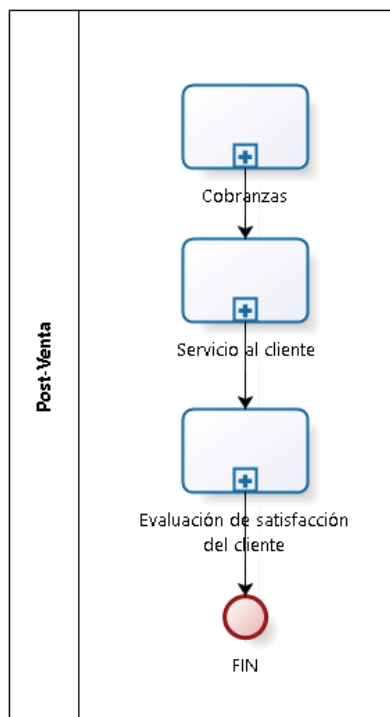 Post-Venta
Cobranzas
Servicio al cliente
Evaluación de satisfacción
del cliente
FIN